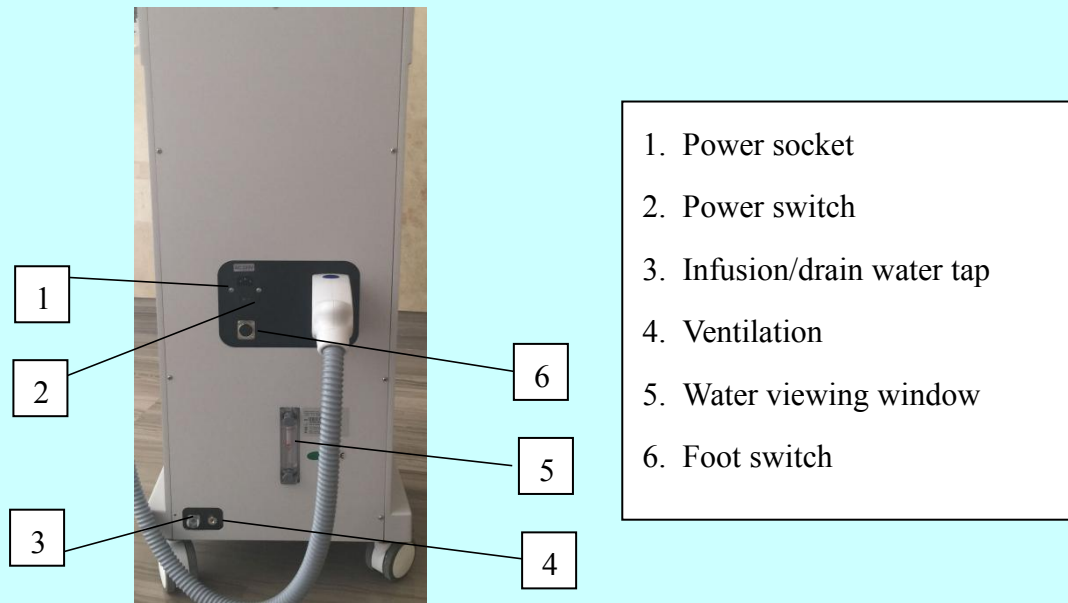 1
2
3
4
5
6
1. Power socket
2. Power switch
3. Infusion/drain water tap
4. Ventilation
5. Water viewing window
6. Foot switch